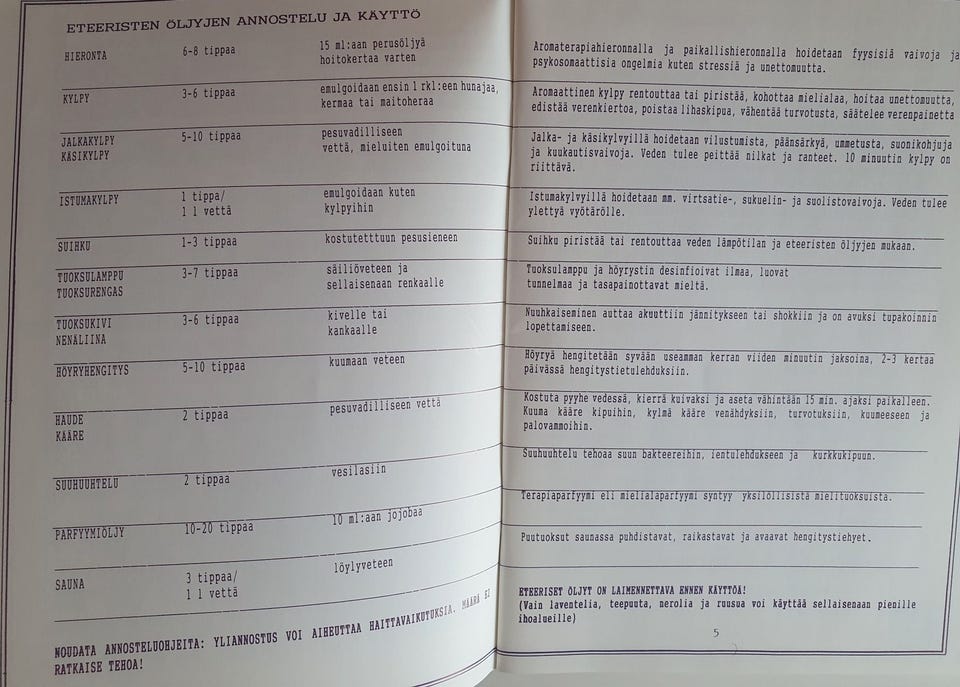 ETEERISTEN ÖLJYJEN ANNOSTELU JA KÄYTTÖ
HIERONTA 6-8 tippaa 15 ml:aan perusöljyä
hoitokertaa varten
KYLPY 3-6 tippaa emulgoidaan ensin 1 rkl:een hunajaa,
kermaa tai maitoheraa
JALKAKYLPY 5-10 tippaa pesuvadilliseen
KÄSIKYLPY vettä, mieluiten emulgoituna
ISTUMAKYLPY 1 tippa/ emulgoidaan kuten
1 l vettä kylpyihin
SUIHKU 1-3 tippaa kostutetttuun pesusieneen
TUOKSULAMPPU 3-7 tippaa säiliöveteen ja
TUOKSURENGAS sellaisenaan renkaalle
TUOKSUKIVI 3-6 tippaa kivelle tai
NENÄLIINA kankaalle
HÖYRYHENGITYS 5-10 tippaa kuumaan veteen
HAUDE 2 tippaa pesuvadilliseen vettä
KÄÄRE
SUUHUUHTELU 2 tippaa vesilasiin
PARFYYMIÖLJY 10-20 tippaa 10 ml:aan jojobaa
SAUNA 3 tippaa/ löylyveteen
1 l vettä
NOUDATA ANNOSTELUOHJEITA: YLIANNOSTUS VOI AIHEUTTAA HAITTAVAIKUTUKSIA. MÄÄRÄ EI
RATKAISE TEHOA!
Aromaterapiahieronnalla ja paikallishieronnalla hoidetaan fyysisiä vaivoja ja
psykosomaattisia ongelmia kuten stressiä ja unettomuutta.
Aromaattinen kylpy rentouttaa tai piristää, kohottaa mielialaa, hoitaa unettomuutta,
edistää verenkiertoa, poistaa lihaskipua, vähentää turvotusta, säätelee verenpainetta
Jalka- ja käsikylvyillä hoidetaan vilustumista, päänsärkyä, ummetusta, suonikohjuja
ja kuukautisvaivoja. Veden tulee peittää nilkat ja ranteet. 10 minuutin kylpy on
riittävä.
Istumakylvyillä hoidetaan mm. virtsatie-, sukuelin- ja suolistovaivoja. Veden tulee
ylettyä vyötärölle.
Suihku piristää tai rentouttaa veden lämpötilan ja eteeristen öljyjen mukaan.
Tuoksulamppu ja höyrystin desinfioivat ilmaa, luovat
tunnelmaa ja tasapainottavat mieltä.
Nuuhkaiseminen auttaa akuuttiin jännitykseen tai shokkiin ja on avuksi tupakoinnin
lopettamiseen.
Höyryä hengitetään syvään useamman kerran viiden minuutin jaksoina, 2-3 kertaa
päivässä hengitystietulehduksiin.
Kostuta pyyhe vedessä, kierrä kuivaksi ja aseta vähintään 15 min. ajaksi paikalleen.
Kuuma kääre kipuihin, kylmä kääre venähdyksiin, turvotuksiin, kuumeeseen ja
palovammoihin.
Suuhuuhtelu tehoaa suun bakteereihin, ientulehdukseen ja kurkkukipuun.
Terapiaparfyymi eli mielialaparfyymi syntyy yksilöllisistä mielituoksuista.
Puutuoksut saunassa puhdistavat, raikastavat ja avaavat hengitystiehyet.
ETEERISET ÖLJYT ON LAIMENNETTAVA ENNEN KÄYTTÖÄ!
(Vain laventelia, teepuuta, nerolia ja ruusua voi käyttää sellaisenaan pienille
ihoalueille)
5